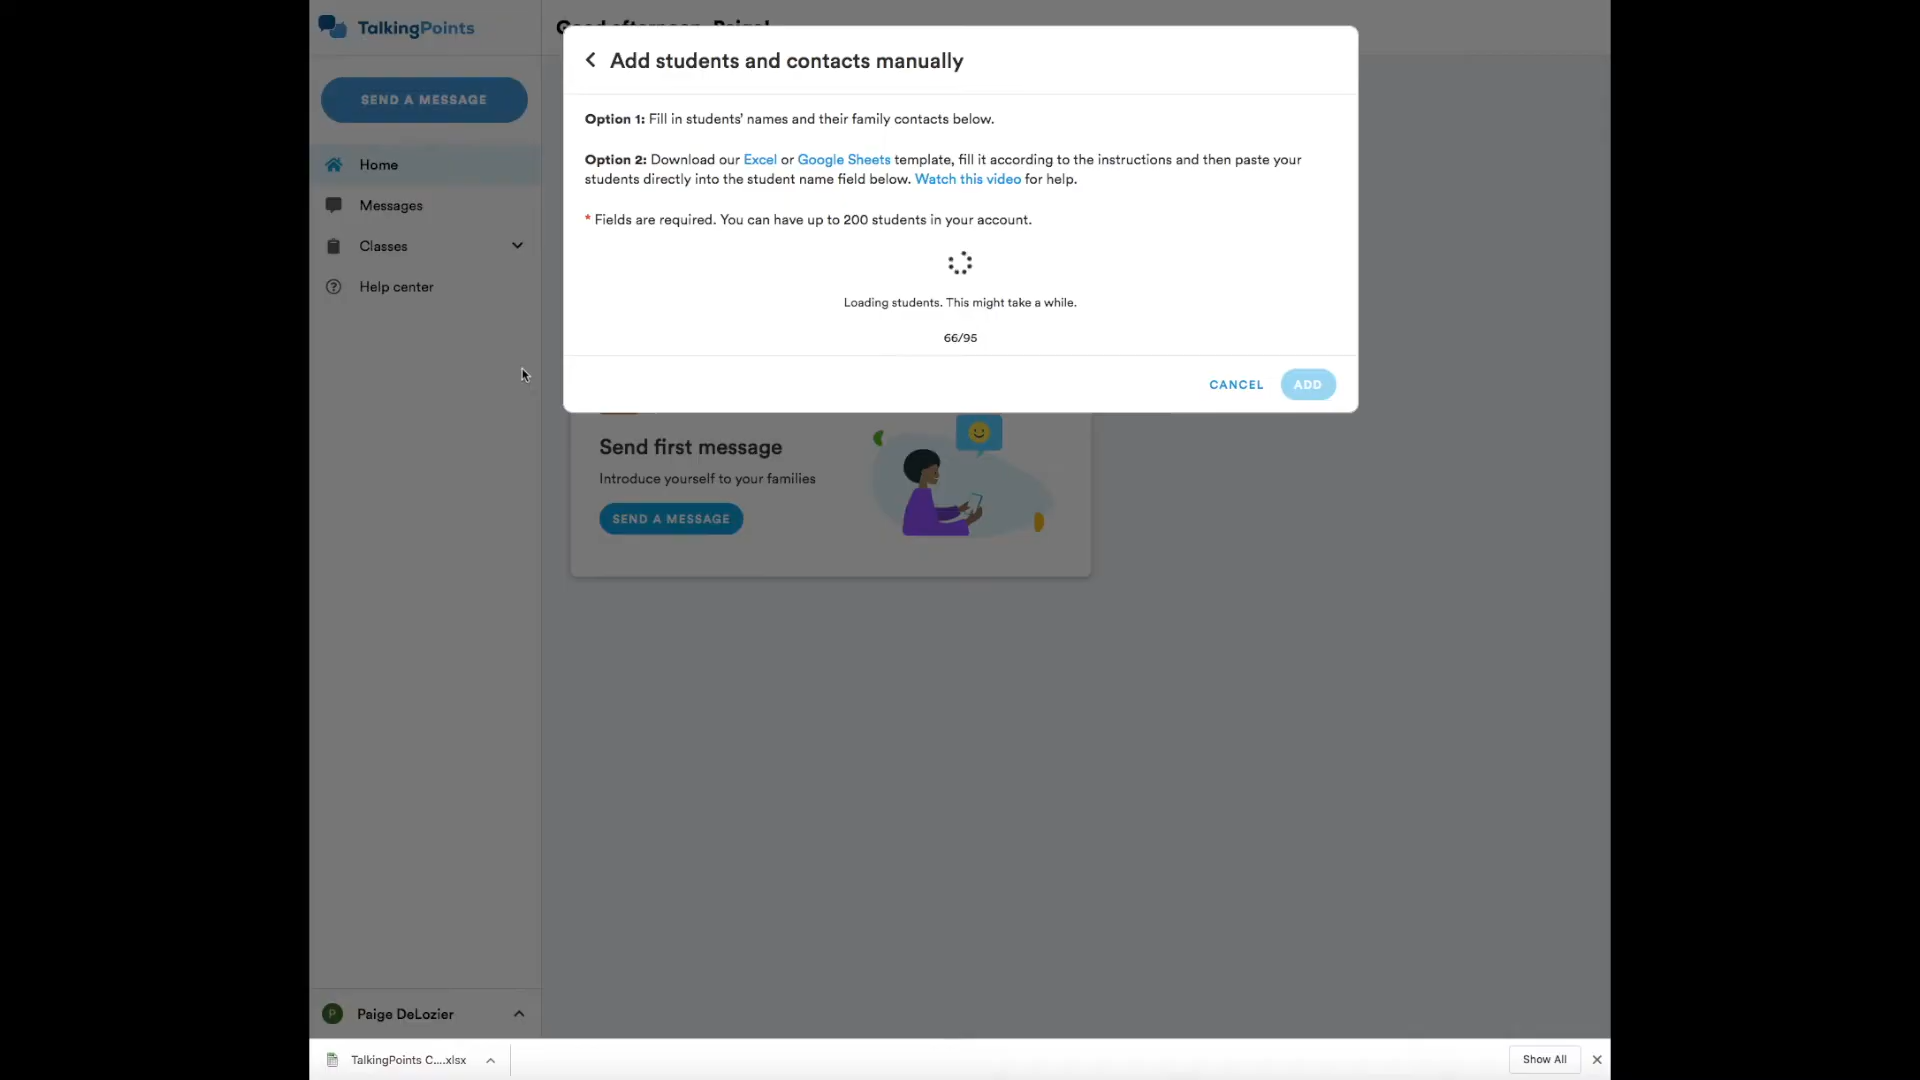 TalkingPoints
SEND A MESSAGE
Home
Messages
Classes
Help center
Add students and contacts manually
Option 1: Fill in students' names and their family contacts below.
Option 2: Download our Excel or Google Sheets template, fill it according to the instructions and then paste your
students directly into the student name field below. Watch this video for help.
* Fields are required. You can have up to 200 students in your account.
Loading students. This might take a while.
66/95
CANCEL
ADD
Send first message
Introduce yourself to your families
SEND A MESSAGE
P
Paige DeLozier
TalkingPoints C....xlsx
Show All